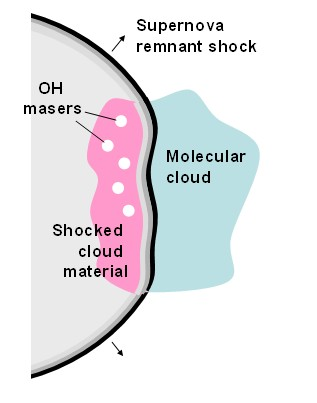 Supernova
remnant shock
OH
masers
Molecular
cloud
Shocked
cloud
material